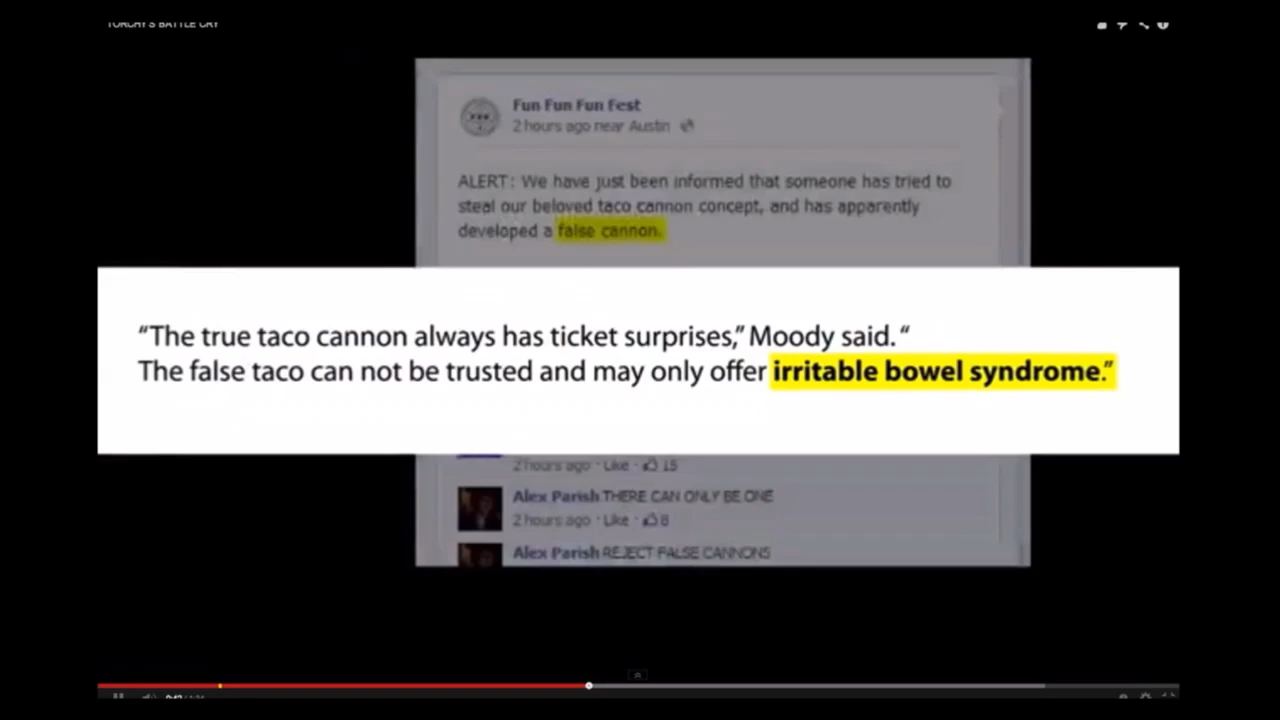 TORCHY'S BATTLE CRY
Fun Fun Fun Fest
2 hours ago near Austin
ALERT: We have just been informed that someone has tried to
steal our beloved taco cannon concept, and has apparently
developed a false cannon.
“The true taco cannon always has ticket surprises,” Moody said. “
The false taco can not be trusted and may only offer irritable bowel syndrome.”
2 hours ago · Like · 15
Alex Parish THERE CAN ONLY BE ONE
2 hours ago · Like · 8
Alex Parish REJECT FALSE CANNONS